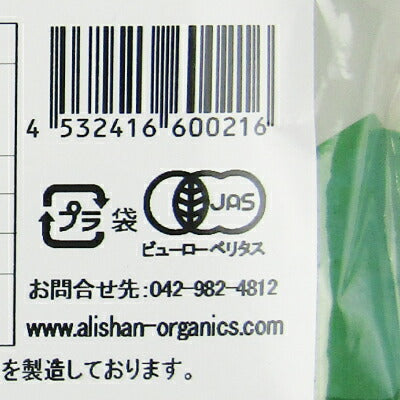 4 532416 600216
プラ 袋 JAS
ビューローベリタス
お問合せ先:042-982-4812
www.alishan-organics.com
を製造しております。